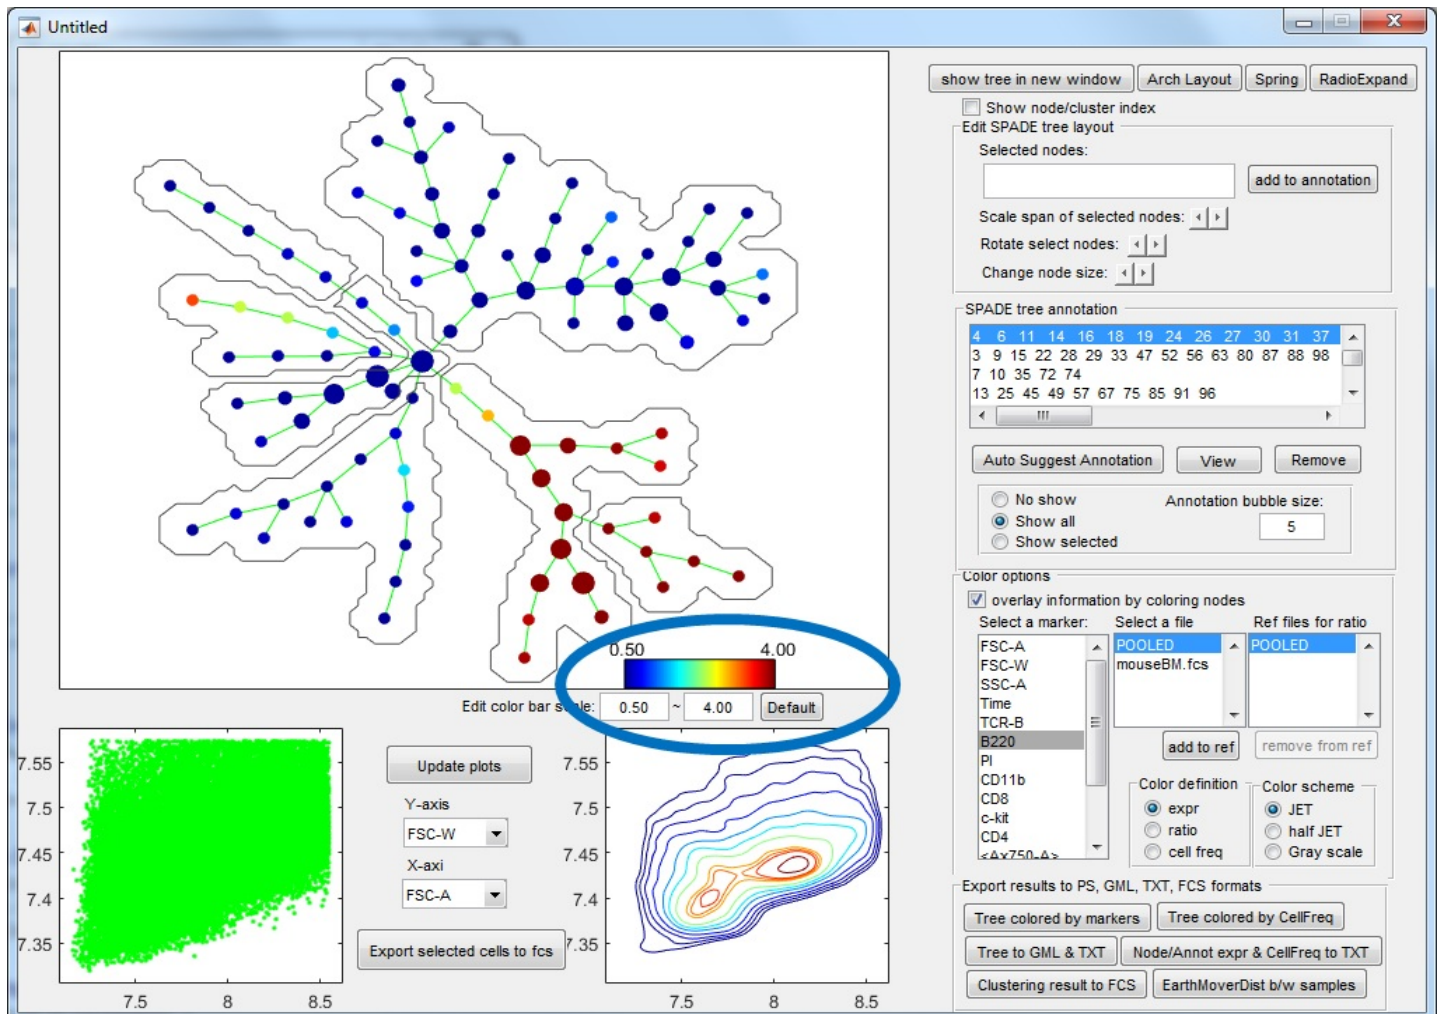 Untitled
show tree in new window Arch Layout Spring RadioExpand
Show node/cluster index
Edit SPADE tree layout
Selected nodes:
add to annotation
Scale span of selected nodes:
Rotate select nodes:
Change node size:
SPADE tree annotation
4 6 11 14 16 18 19 24 26 27 30 31 37
3 9 15 22 28 29 33 47 52 56 63 80 87 88 98
7 10 35 72 74
13 25 45 49 57 67 75 85 91 96
Auto Suggest Annotation View Remove
No show
Show all
Show selected
Annotation bubble size:
5
Color options
overlay information by coloring nodes
Select a marker:
FSC-A
FSC-W
SSC-A
Time
TCR-B
B220
PI
CD11b
CD8
c-kit
CD4
<Ax750-A>
Select a file
POOLED
mouseBM.fcs
Ref files for ratio
POOLED
add to ref remove from ref
Color definition
expr
ratio
cell freq
Color scheme
JET
half JET
Gray scale
Export results to PS, GML, TXT, FCS formats
Tree colored by markers Tree colored by CellFreq
Tree to GML & TXT Node/Annot expr & CellFreq to TXT
Clustering result to FCS EarthMoverDist b/w samples
0.50 4.00
Edit color bar scale: 0.50 ~ 4.00 Default
7.55
7.5
7.45
7.4
7.35
7.5 8 8.5
Update plots
Y-axis
FSC-W
X-axi
FSC-A
Export selected cells to fcs
7.55
7.5
7.45
7.4
7.35
7.5 8 8.5